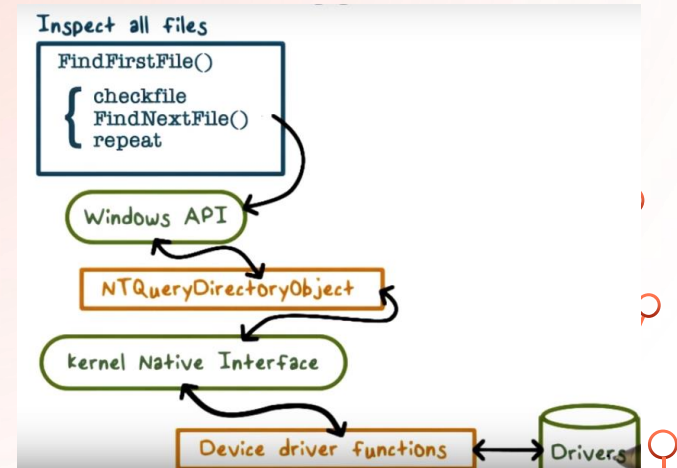 Inspect all files
FindFirstFile()
checkfile
FindNextFile()
repeat
Windows API
NTQueryDirectoryObject
Kernel Native Interface
Device driver functions
Drivers